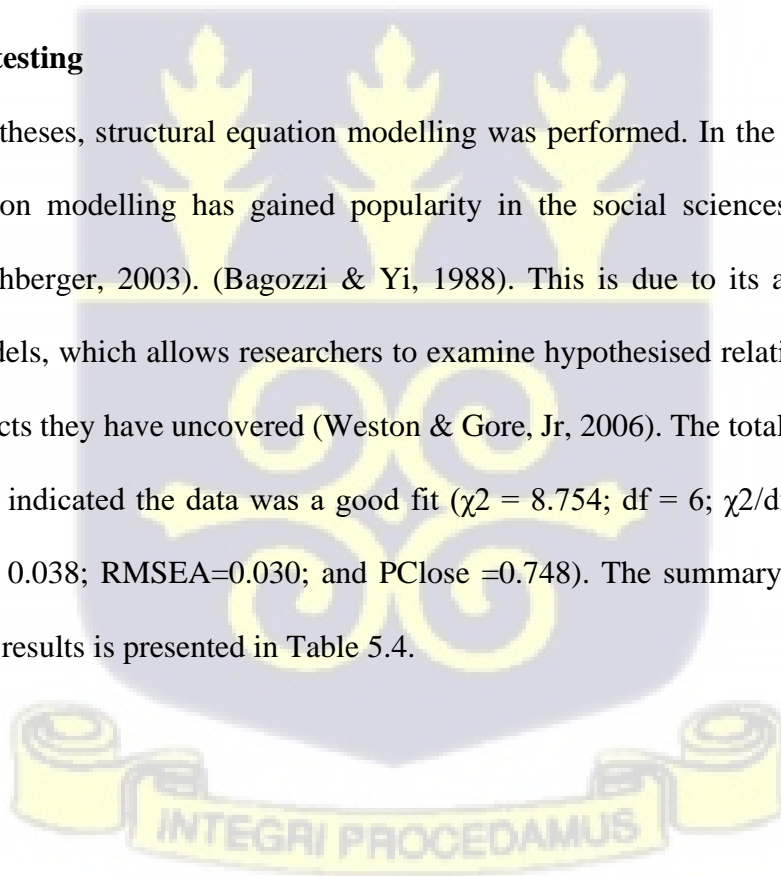 testing
theses, structural equation modelling was performed. In the
on modelling has gained popularity in the social sciences
hberger, 2003). (Bagozzi & Yi, 1988). This is due to its a
dels, which allows researchers to examine hypothesised relati
cts they have uncovered (Weston & Gore, Jr, 2006). The total
indicated the data was a good fit (χ2 = 8.754; df = 6; χ2/d
0.038; RMSEA=0.030; and PClose =0.748). The summary
results is presented in Table 5.4.
INTEGRI PROCEDAMUS